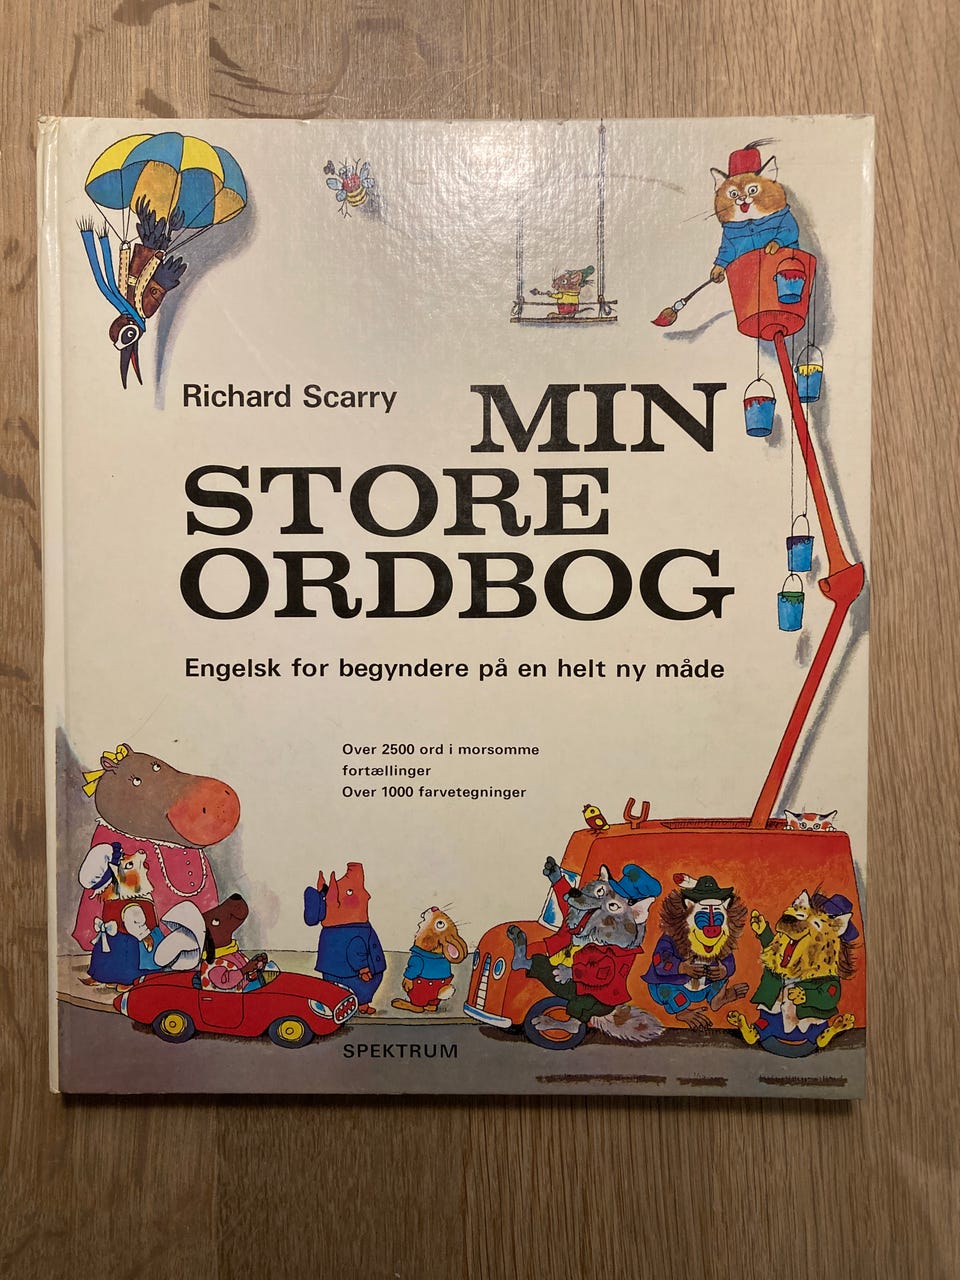 Richard Scarry
MIN
STORE
ORDBOG
Engelsk for begyndere på en helt ny måde
Over 2500 ord i morsomme
fortællinger
Over 1000 farvetegninger
SPEKTRUM